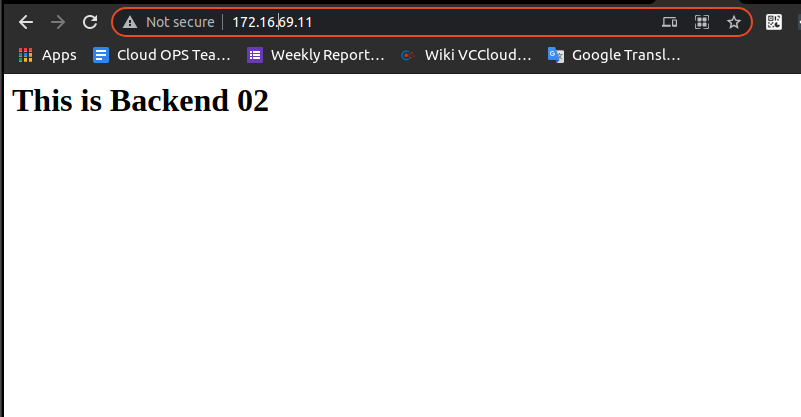 Not secure 172.16.69.11
Apps Cloud OPS Tea... Weekly Report... Wiki VCCloud... Google Transl...
This is Backend 02